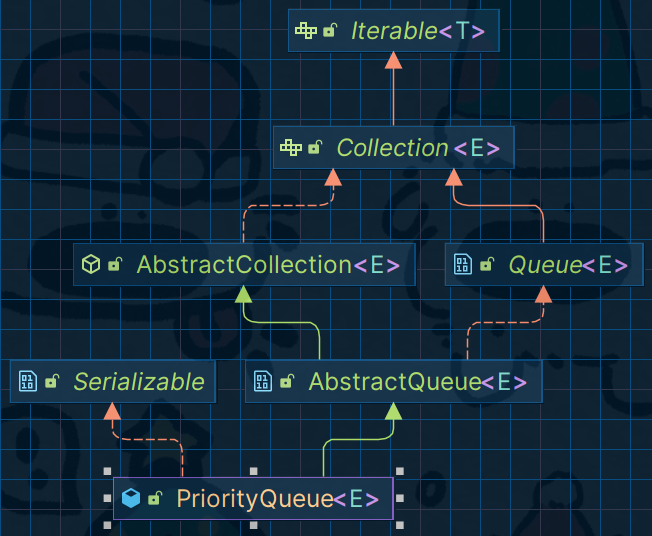 Iterable<T>
Collection<E>
AbstractCollection<E>
Queue<E>
Serializable
AbstractQueue<E>
PriorityQueue<E>